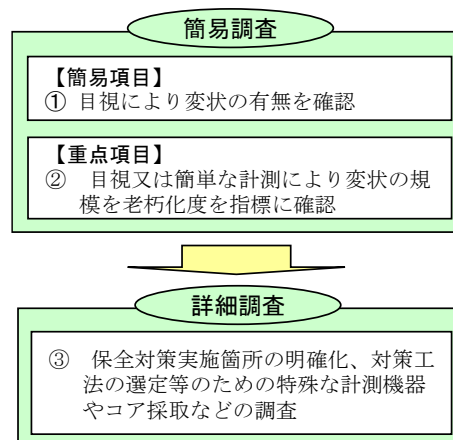 簡易調査
【簡易項目】
① 目視により変状の有無を確認
【重点項目】
② 目視又は簡単な計測により変状の規
模を老朽化度を指標に確認
詳細調査
③ 保全対策実施箇所の明確化、対策工
法の選定等のための特殊な計測機器
やコア採取などの調査